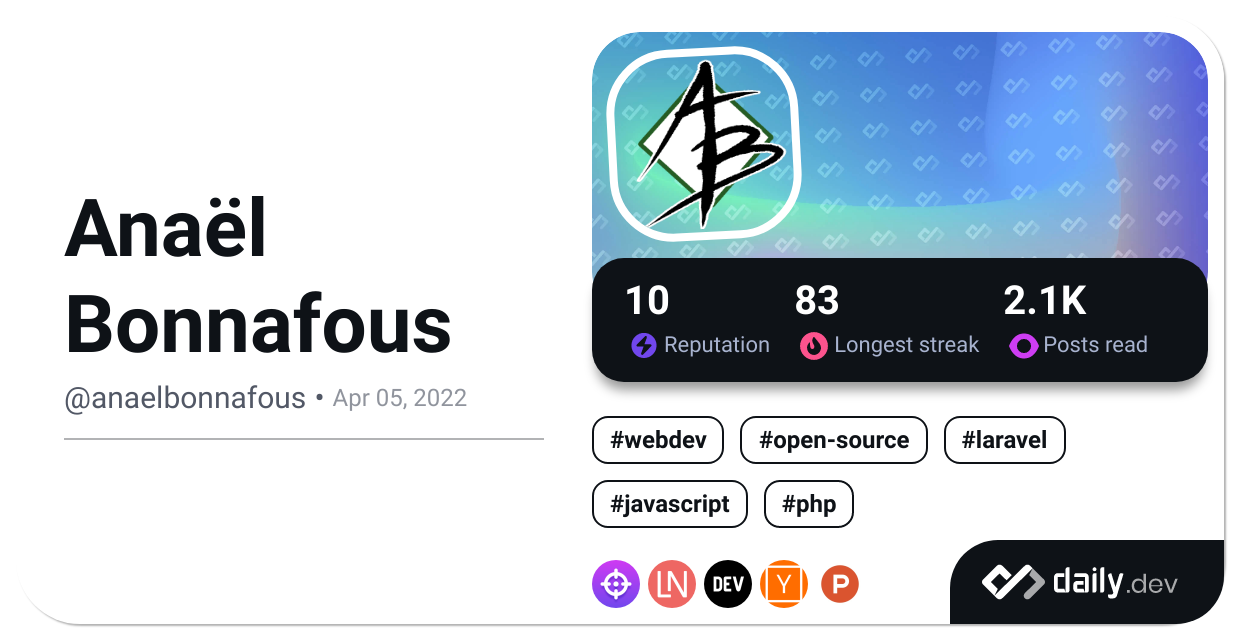 Anaël
Bonnafous
@anaelbonnafous • Apr 05, 2022
AB
10 83 2.1K
Reputation Longest streak Posts read
#webdev #open-source #laravel
#javascript #php
LN DEV Y P
daily.dev